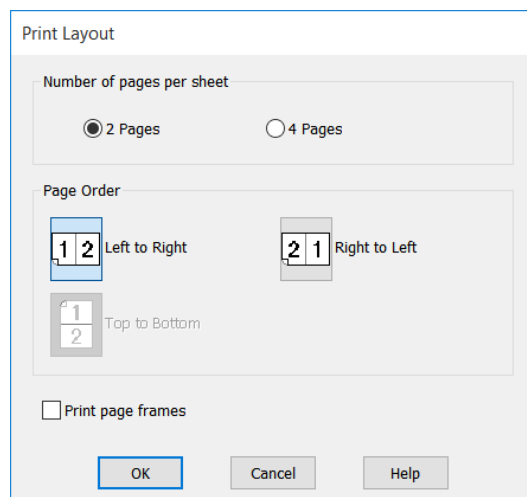 Print Layout
Number of pages per sheet
2 Pages 4 Pages
Page Order
1 2 Left to Right 2 1 Right to Left
1
2 Top to Bottom
Print page frames
OK Cancel Help